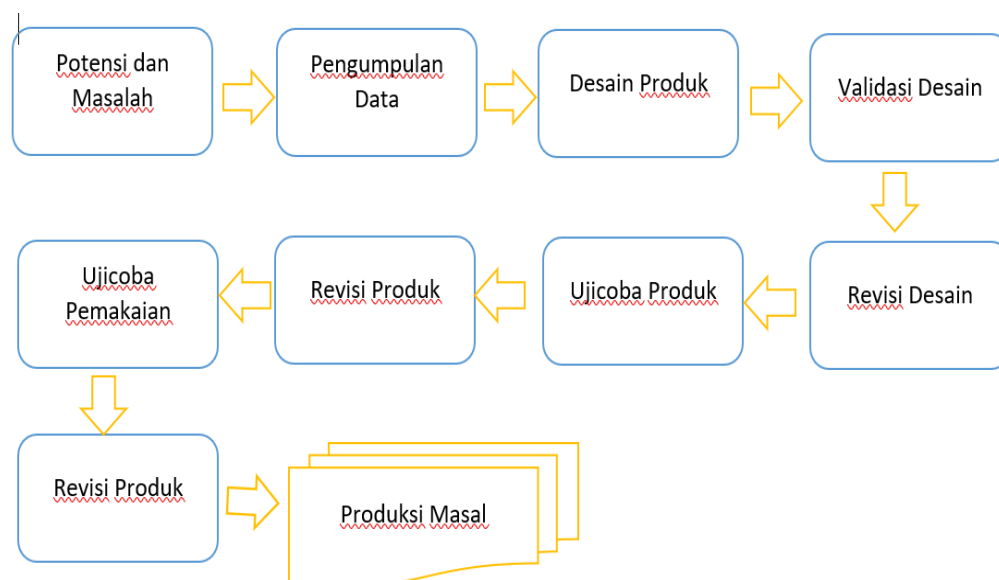 Potensi dan
Masalah
Pengumpulan
Data
Desain Produk
Validasi Desain
Revisi Desain
Ujicoba Produk
Revisi Produk
Ujicoba
Pemakaian
Revisi Produk
Produksi Masal